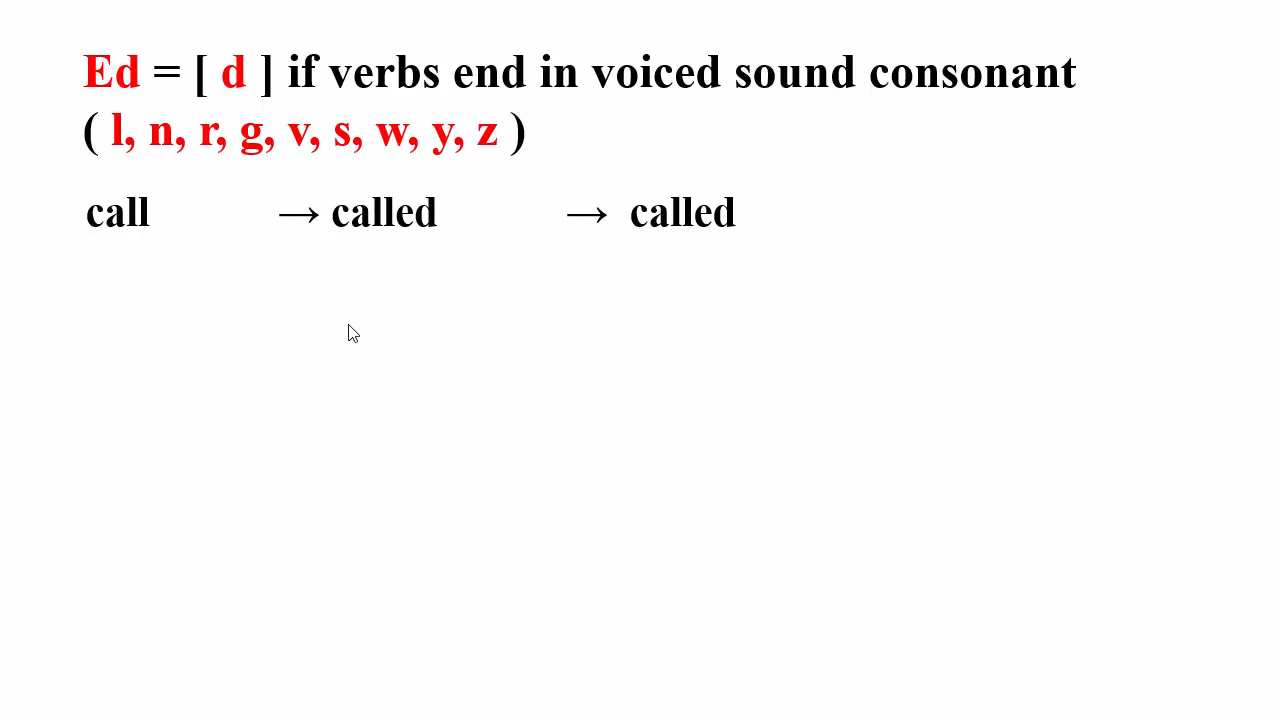 Ed = [ d ] if verbs end in voiced sound consonant
( l, n, r, g, v, s, w, y, z )
call → called → called